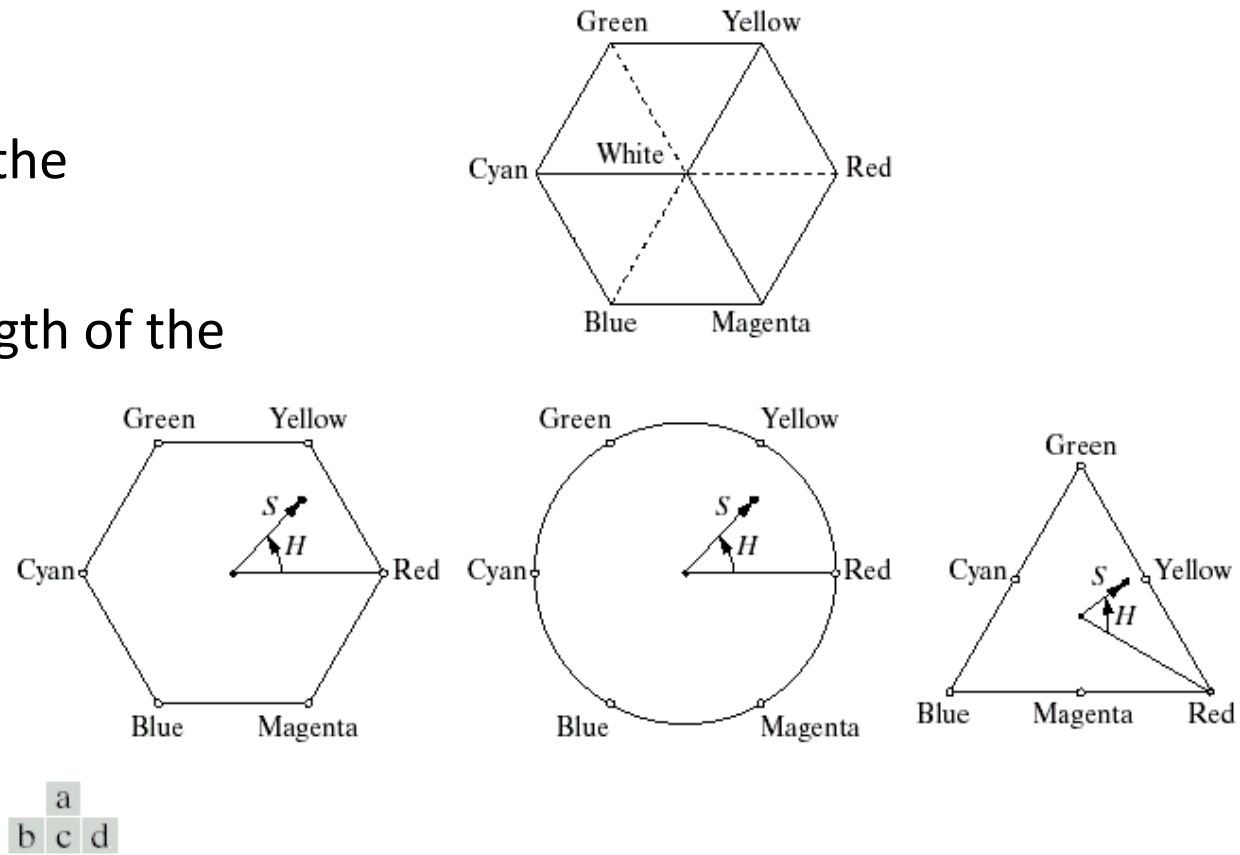 the
gth of the
Green Yellow
Cyan White Red
Blue Magenta
Green Yellow
S
H
Cyan Red
Blue Magenta
Green Yellow
S
H
Cyan Red
Blue Magenta
Green
Cyan S Yellow
H
Blue Magenta Red
a
b c d